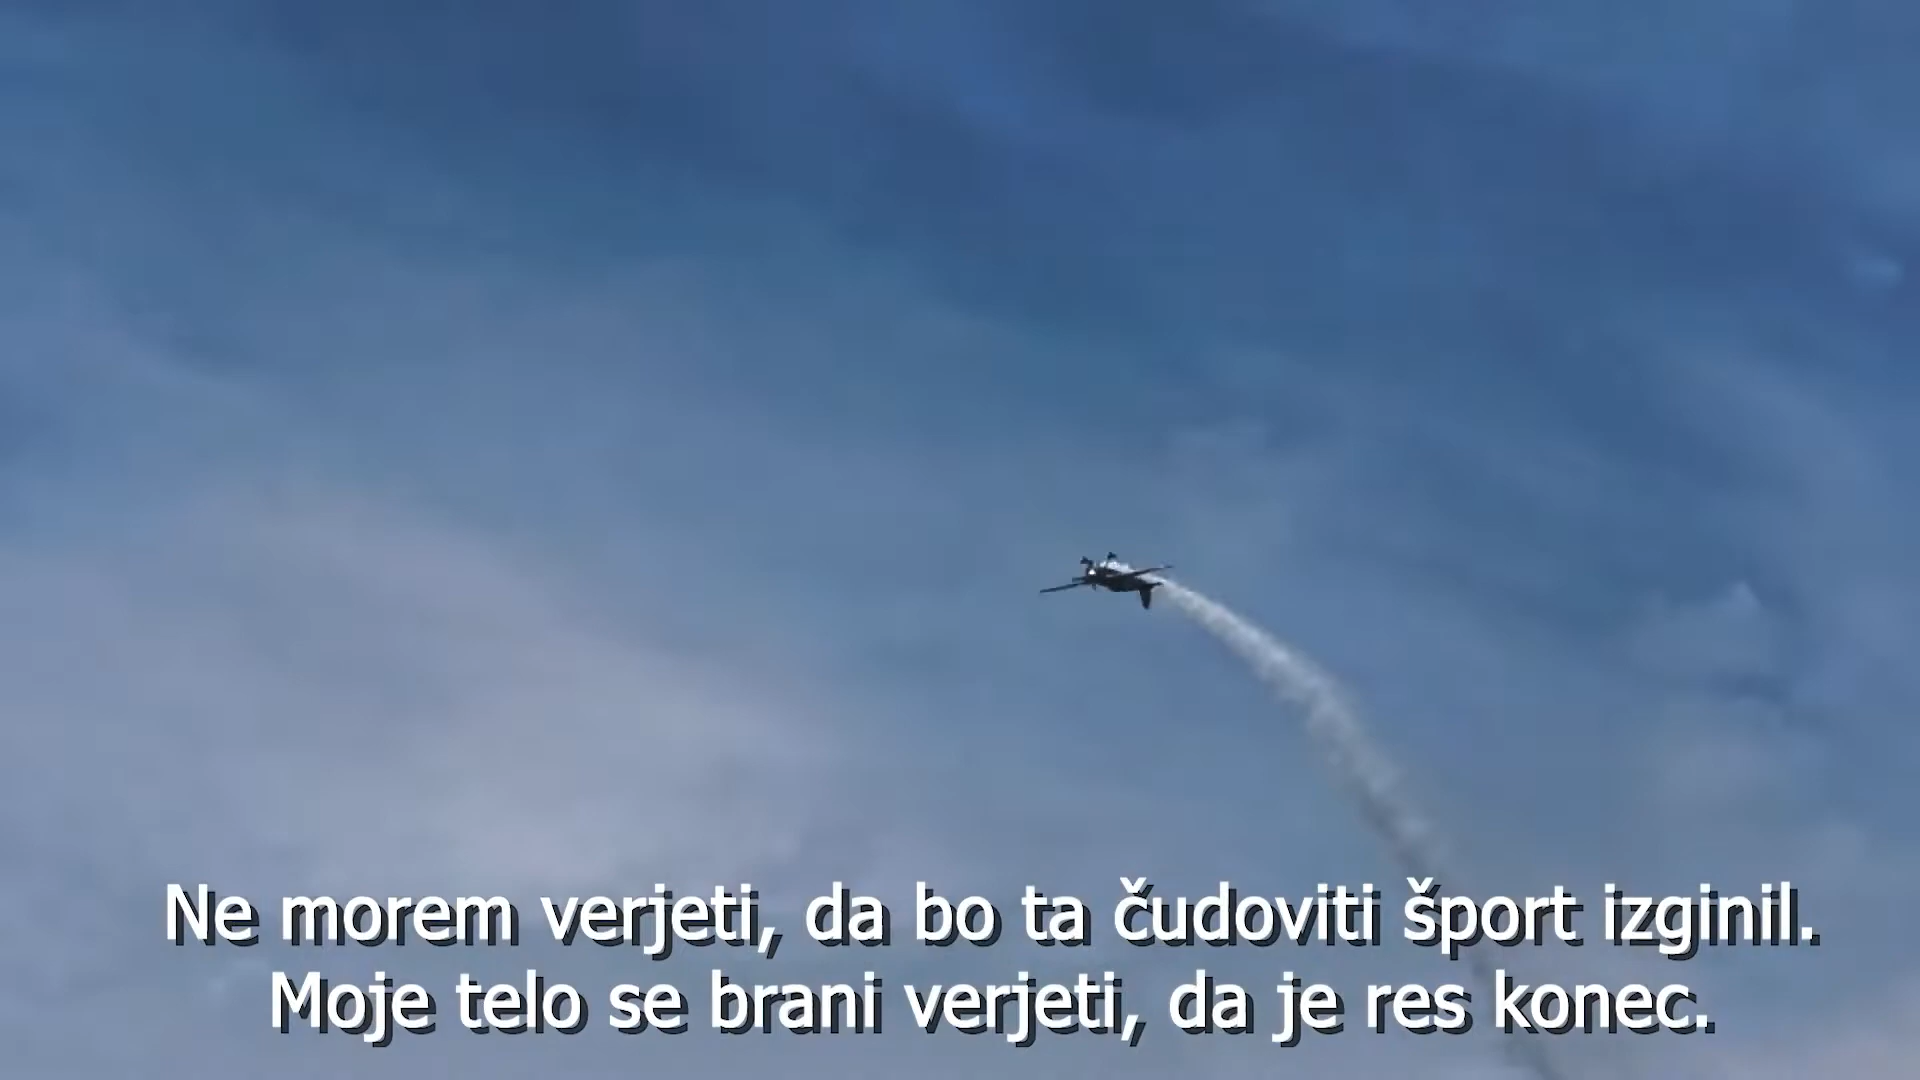 Ne morem verjeti, da bo ta čudoviti šport izginil.
Moje telo se brani verjeti, da je res konec.